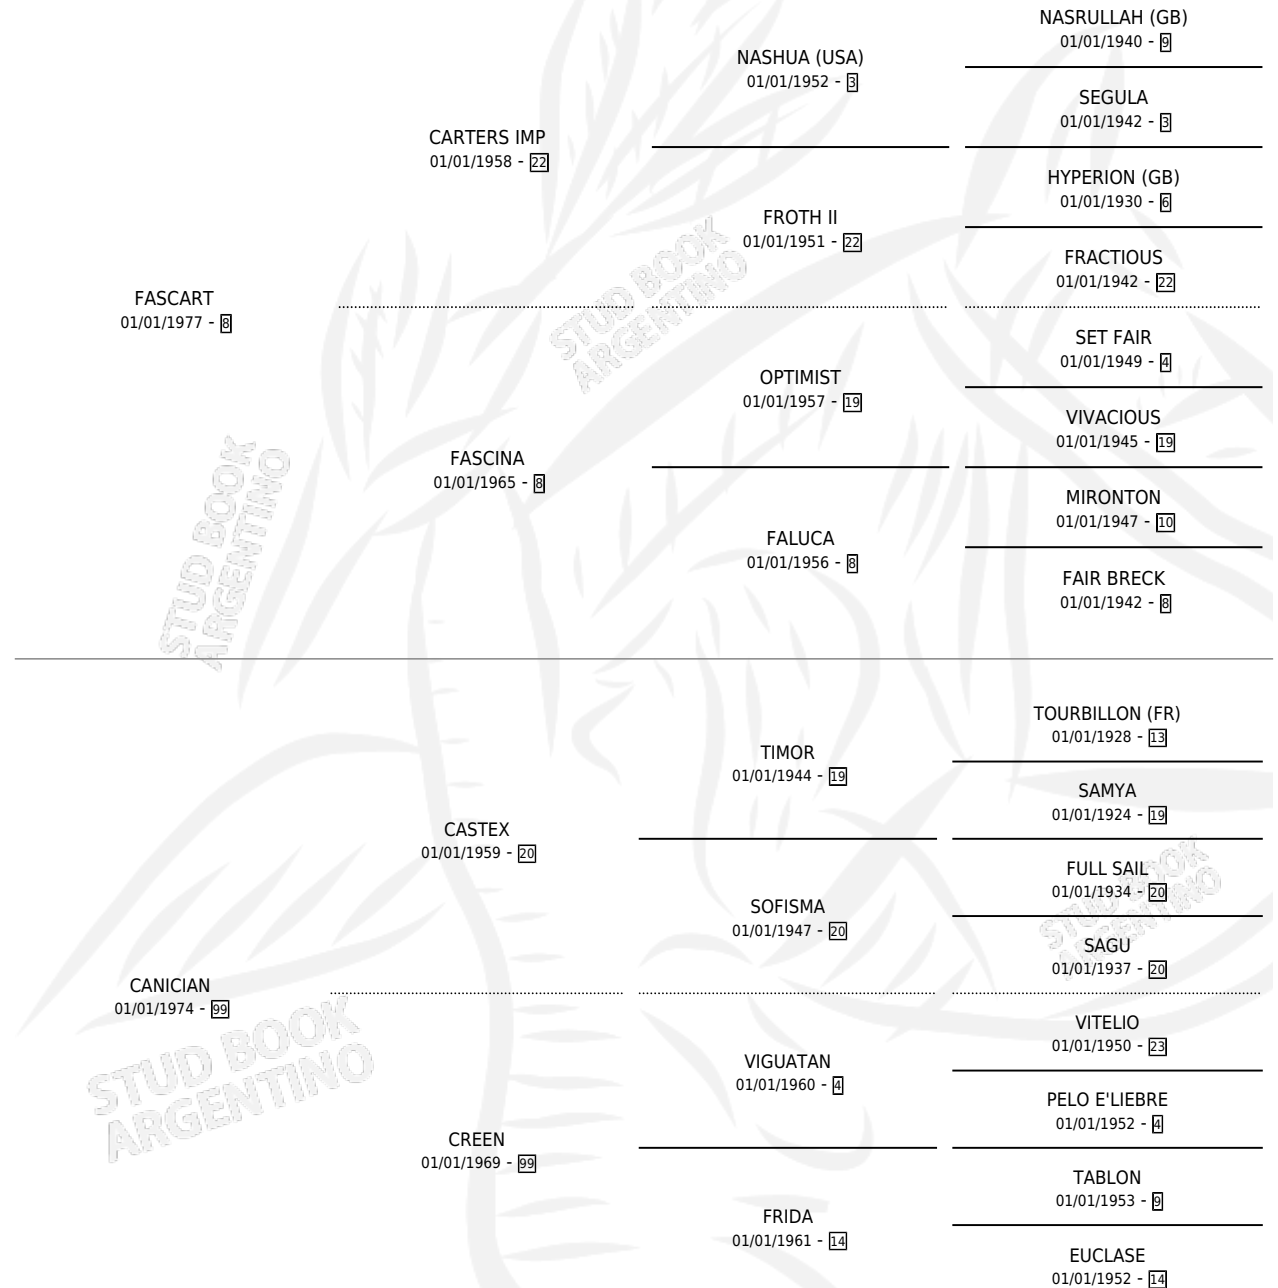 NASRULLAH (GB)
01/01/1940 - 9
NASHUA (USA)
01/01/1952 - 3
SEGULA
01/01/1942 - 3
CARTERS IMP
01/01/1958 - 22
HYPERION (GB)
01/01/1930 - 6
FROTH II
01/01/1951 - 22
FRACTIOUS
01/01/1942 - 22
FASCART
01/01/1977 - 8
STUD BOOK
ARGENTINO
SET FAIR
01/01/1949 - 4
OPTIMIST
01/01/1957 - 19
VIVACIOUS
01/01/1945 - 19
FASCINA
01/01/1965 - 8
MIRONTON
01/01/1947 - 10
FALUCA
01/01/1956 - 8
FAIR BRECK
01/01/1942 - 8
STUD BOOK
ARGENTINO
TOURBILLON (FR)
01/01/1928 - 13
TIMOR
01/01/1944 - 19
SAMYA
01/01/1924 - 19
CASTEX
01/01/1959 - 20
FULL SAIL
01/01/1934 - 20
SOFISMA
01/01/1947 - 20
STUD BOOK
ARGENTINO
SAGU
01/01/1937 - 20
CANICIAN
01/01/1974 - 99
VITELIO
01/01/1950 - 23
VIGUATAN
01/01/1960 - 4
PELO E'LIEBRE
01/01/1952 - 4
STUD BOOK
ARGENTINO
CREEN
01/01/1969 - 99
TABLON
01/01/1953 - 9
FRIDA
01/01/1961 - 14
EUCLASE
01/01/1952 - 14